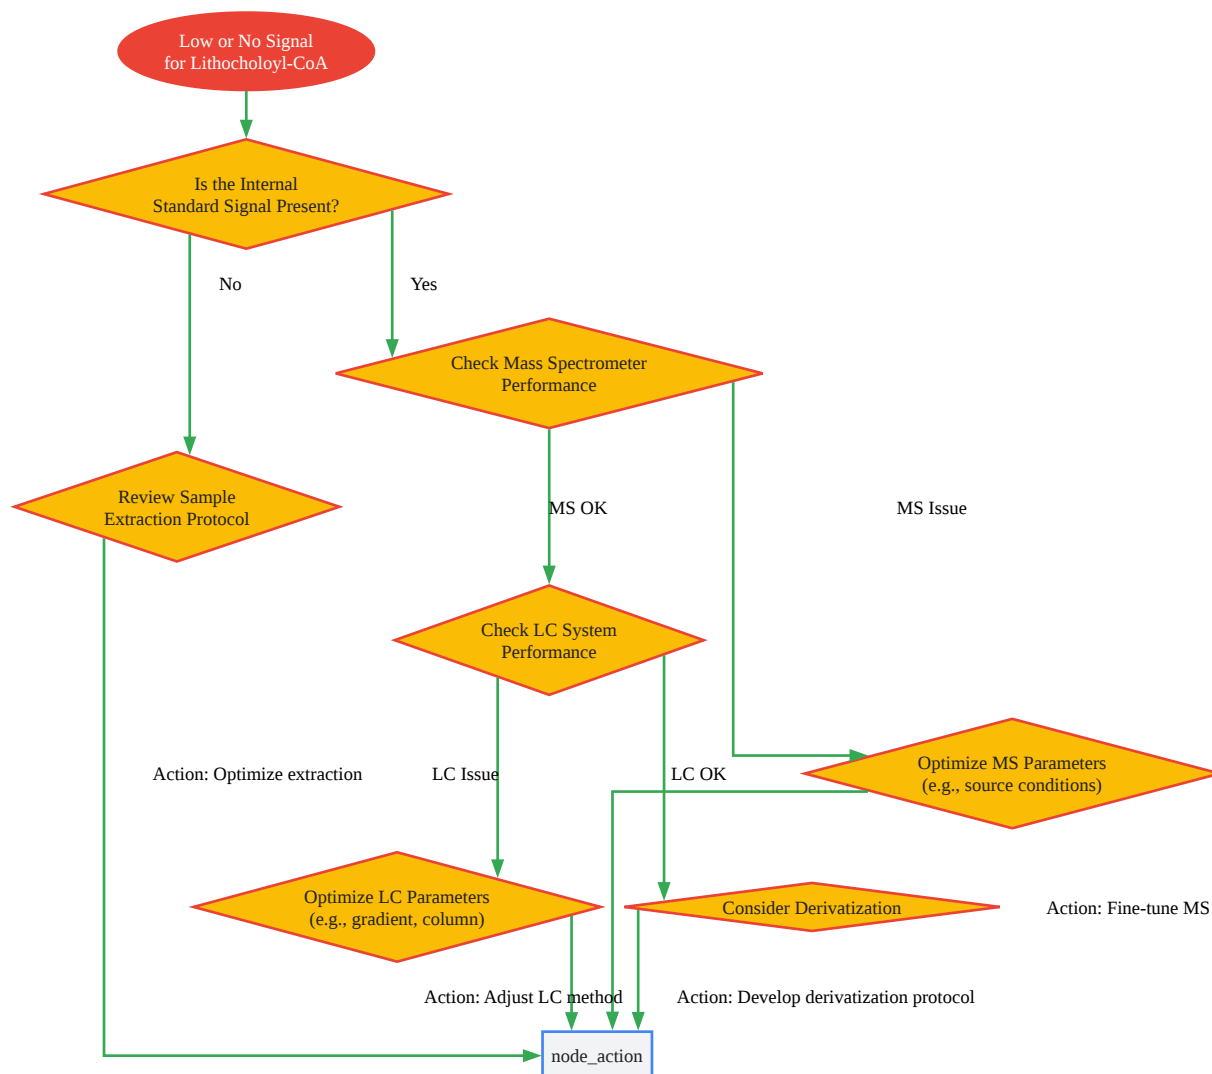 Low or No Signal
for Lithocholoyl-CoA
Is the Internal
Standard Signal Present?
No
Yes
Check Mass Spectrometer
Performance
Review Sample
Extraction Protocol
MS OK
MS Issue
Check LC System
Performance
Action: Optimize extraction
LC Issue
LC OK
Optimize MS Parameters
(e.g., source conditions)
Optimize LC Parameters
(e.g., gradient, column)
Consider Derivatization
Action: Fine-tune MS
Action: Adjust LC method
Action: Develop derivatization protocol
node_action